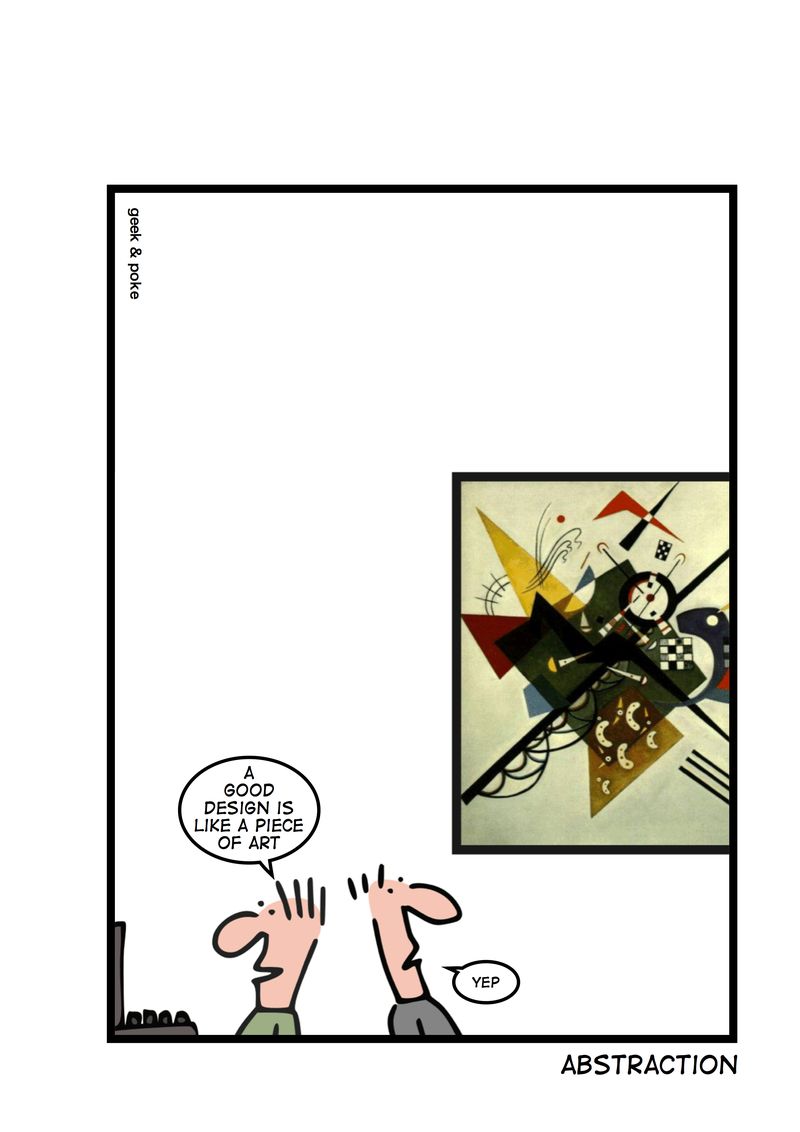 geek & poke
A
GOOD
DESIGN IS
LIKE A PIECE
OF ART
YEP
ABSTRACTION